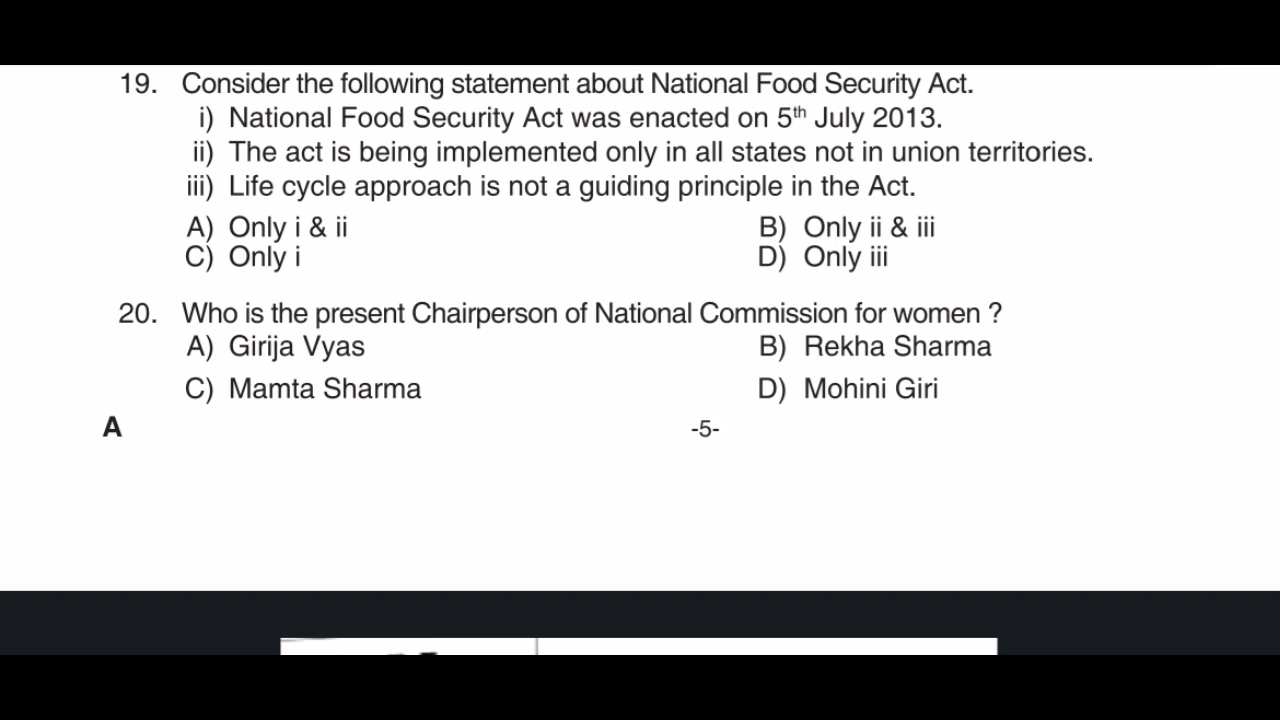 19. Consider the following statement about National Food Security Act.
i) National Food Security Act was enacted on 5th July 2013.
ii) The act is being implemented only in all states not in union territories.
iii) Life cycle approach is not a guiding principle in the Act.
A) Only i & ii B) Only ii & iii
C) Only i D) Only iii
20. Who is the present Chairperson of National Commission for women ?
A) Girija Vyas B) Rekha Sharma
C) Mamta Sharma D) Mohini Giri
A -5-